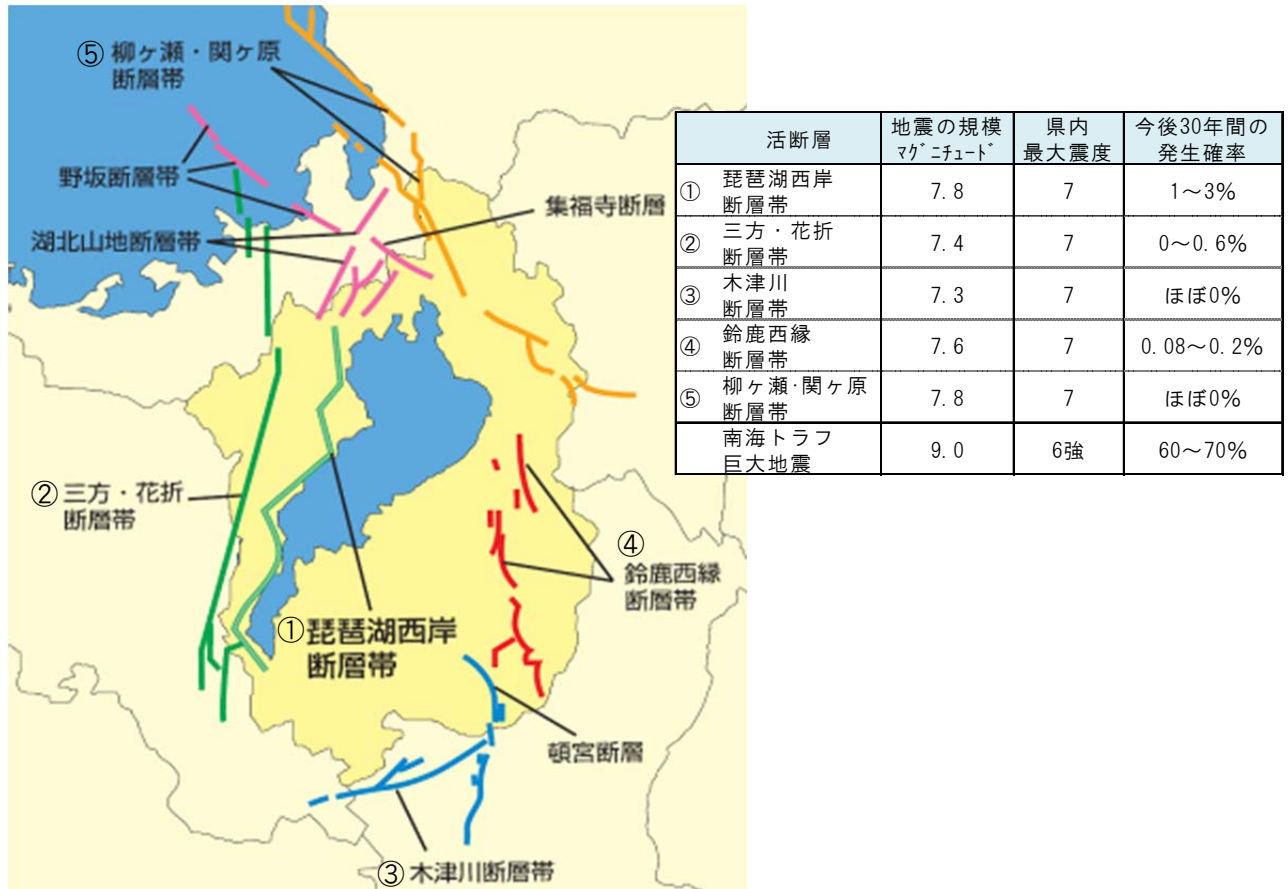 ⑤ 柳ヶ瀬・関ヶ原
断層帯
野坂断層帯
湖北山地断層帯
集福寺断層
② 三方・花折
断層帯
④
鈴鹿西縁
断層帯
① 琵琶湖西岸
断層帯
頓宮断層
③ 木津川断層帯
活断層 地震の規模 県内 今後30年間の
ﾏｸﾞﾆﾁｭｰﾄﾞ 最大震度 発生確率
① 琵琶湖西岸
断層帯 7.8 7 1～3%
② 三方・花折
断層帯 7.4 7 0～0.6%
③ 木津川
断層帯 7.3 7 ほぼ0%
④ 鈴鹿西縁
断層帯 7.6 7 0.08～0.2%
⑤ 柳ヶ瀬･関ヶ原
断層帯 7.8 7 ほぼ0%
南海トラフ
巨大地震 9.0 6強 60～70%